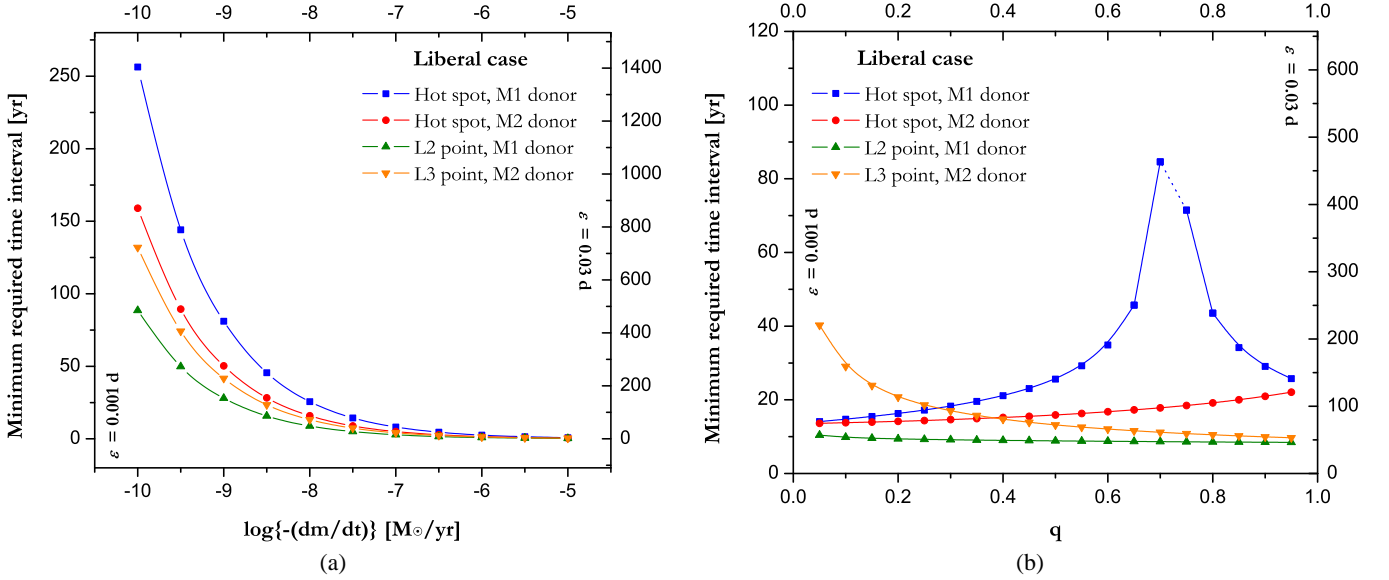 -10 -9 -8 -7 -6 -5
Minimum required time interval [yr]
250
200
150
100
50
0
1400
1200
1000
800
600
400
200
0
Liberal case
Hot spot, M1 donor
Hot spot, M2 donor
L2 point, M1 donor
L3 point, M2 donor
ε = 0.001 d
ε = 0.03 d
-10 -9 -8 -7 -6 -5
log{-(dm/dt)} [M☉/yr]
(a)
0.0 0.2 0.4 0.6 0.8 1.0
Minimum required time interval [yr]
120
100
80
60
40
20
0
600
500
400
300
200
100
0
Liberal case
Hot spot, M1 donor
Hot spot, M2 donor
L2 point, M1 donor
L3 point, M2 donor
ε = 0.001 d
ε = 0.03 d
0.0 0.2 0.4 0.6 0.8 1.0
q
(b)